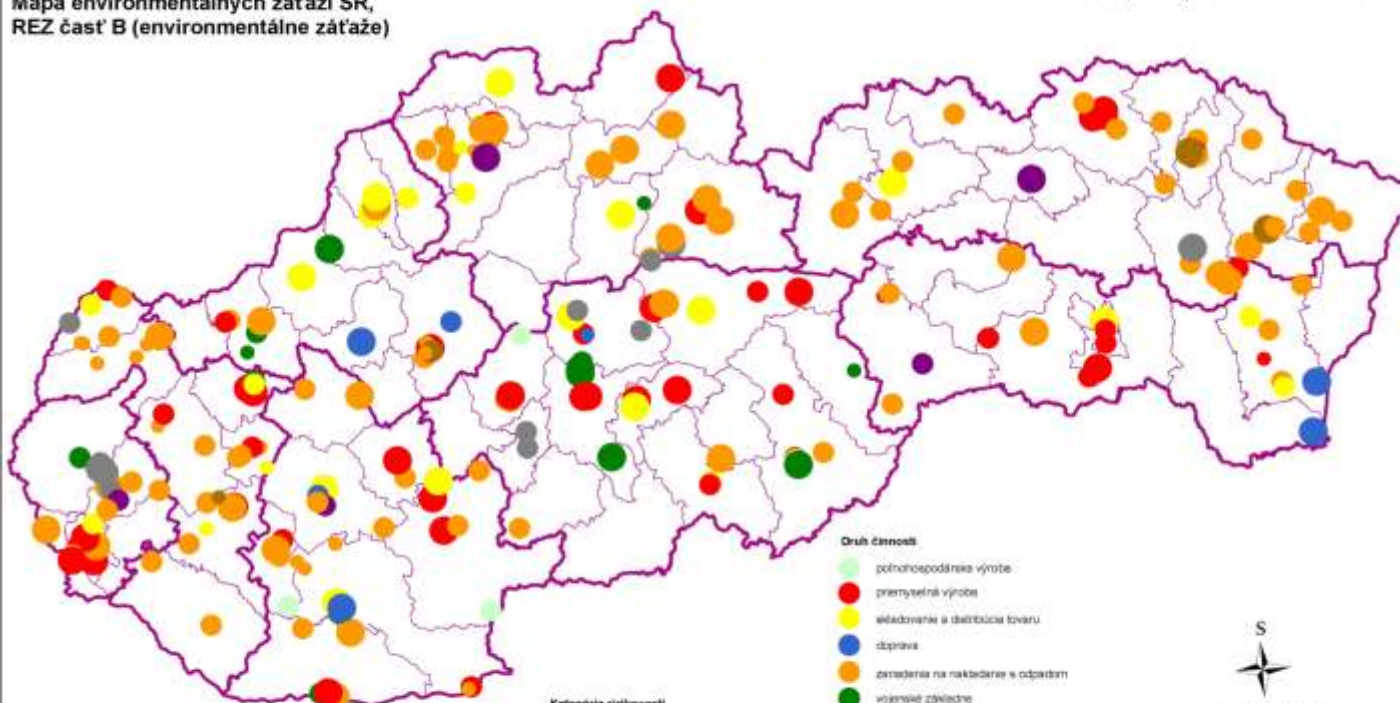 Mapa environmentálnych záťaží SR,
REZ časť B (environmentálne záťaže)
Druh činnosti
poľnohospodárska výroba
priemyselná výroba
skladovanie a distribúcia tovaru
doprava
zariadenia na nakladanie s odpadom
vojenské základne
S